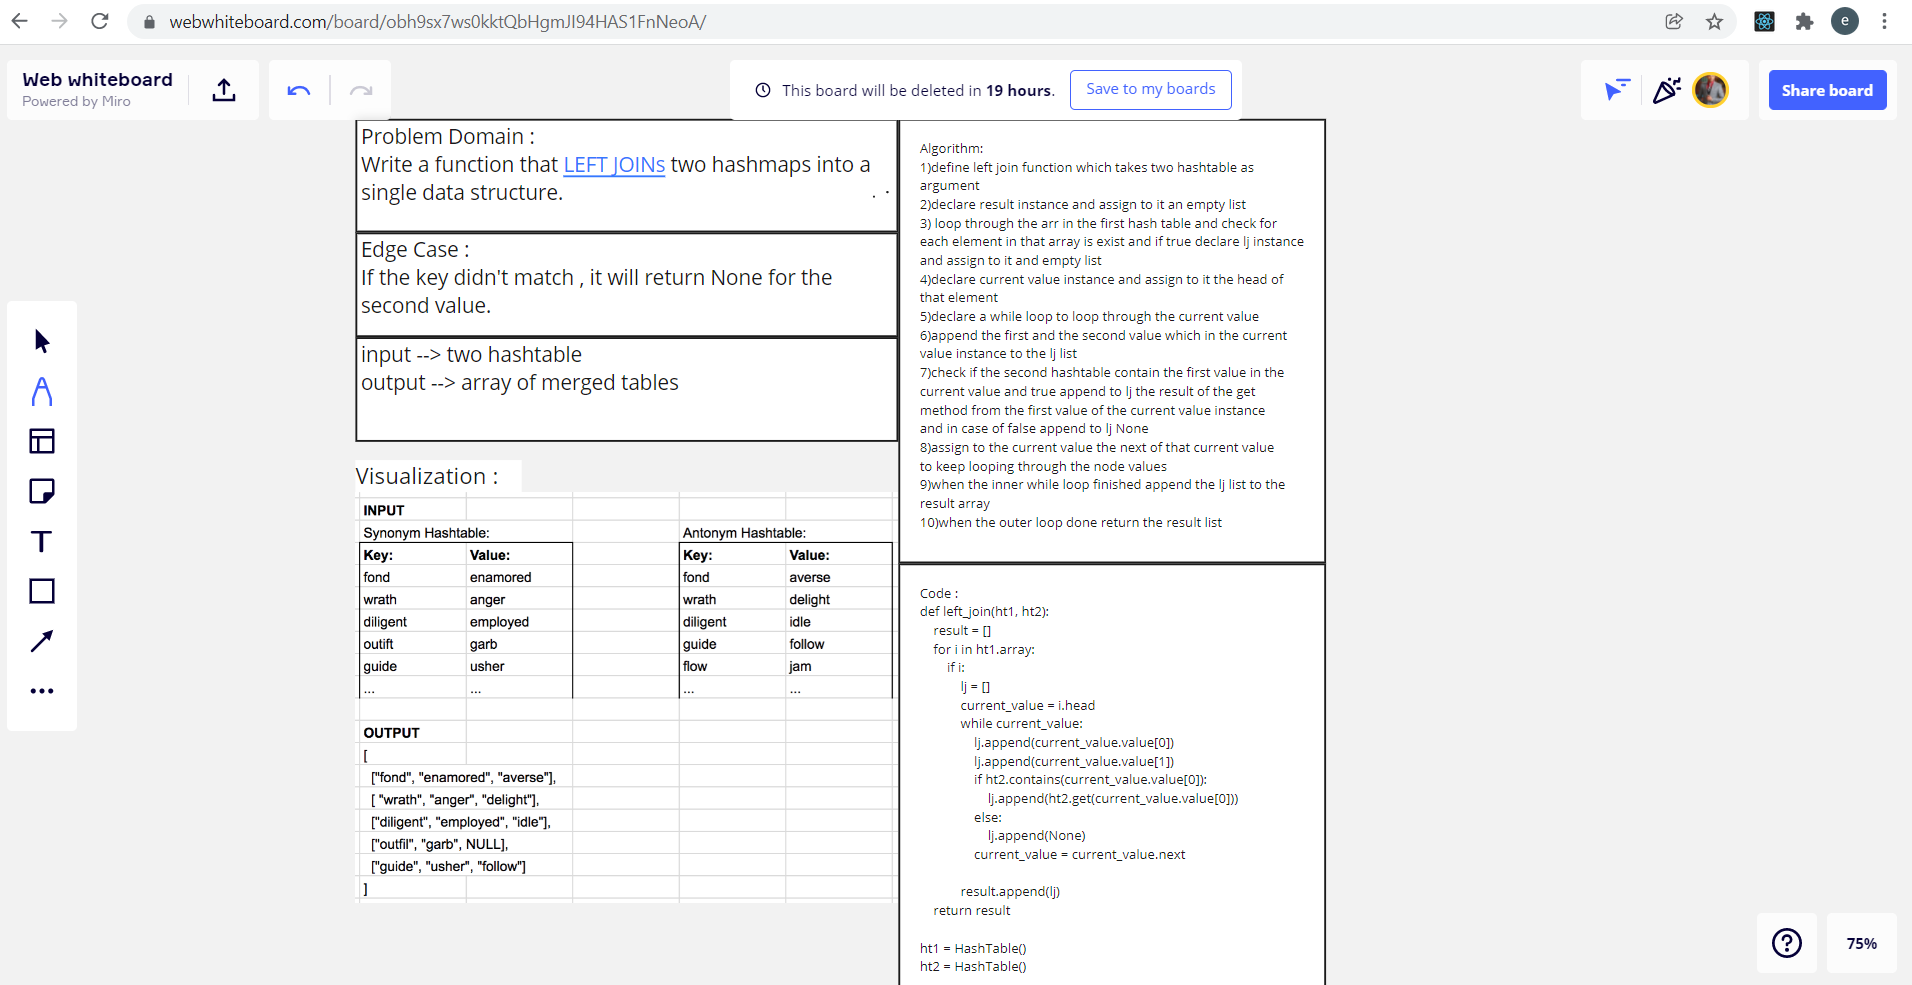 webwhiteboard.com/board/obh9sx7ws0kktQbHgmJI94HAS1FnNeoA/
e
Web whiteboard
Powered by Miro
This board will be deleted in 19 hours.
Save to my boards
Share board
Problem Domain :
Write a function that LEFT JOINs two hashmaps into a
single data structure.
Edge Case :
If the key didn't match , it will return None for the
second value.
input --> two hashtable
output --> array of merged tables
Visualization :
INPUT
Synonym Hashtable: Antonym Hashtable:
Key: Value: Key: Value:
fond enamored fond averse
wrath anger wrath delight
diligent employed diligent idle
outift garb guide follow
guide usher flow jam
... ... ... ...
OUTPUT
[
["fond", "enamored", "averse"],
[ "wrath", "anger", "delight"],
["diligent", "employed", "idle"],
["outfil", "garb", NULL],
["guide", "usher", "follow"]
]
Algorithm:
1)define left join function which takes two hashtable as
argument
2)declare result instance and assign to it an empty list
3) loop through the arr in the first hash table and check for
each element in that array is exist and if true declare lj instance
and assign to it and empty list
4)declare current value instance and assign to it the head of
that element
5)declare a while loop to loop through the current value
6)append the first and the second value which in the current
value instance to the lj list
7)check if the second hashtable contain the first value in the
current value and true append to lj the result of the get
method from the first value of the current value instance
and in case of false append to lj None
8)assign to the current value the next of that current value
to keep looping through the node values
9)when the inner while loop finished append the lj list to the
result array
10)when the outer loop done return the result list
Code :
def left_join(ht1, ht2):
result = []
for i in ht1.array:
if i:
lj = []
current_value = i.head
while current_value:
lj.append(current_value.value[0])
lj.append(current_value.value[1])
if ht2.contains(current_value.value[0]):
lj.append(ht2.get(current_value.value[0]))
else:
lj.append(None)
current_value = current_value.next
result.append(lj)
return result
ht1 = HashTable()
ht2 = HashTable()
75%